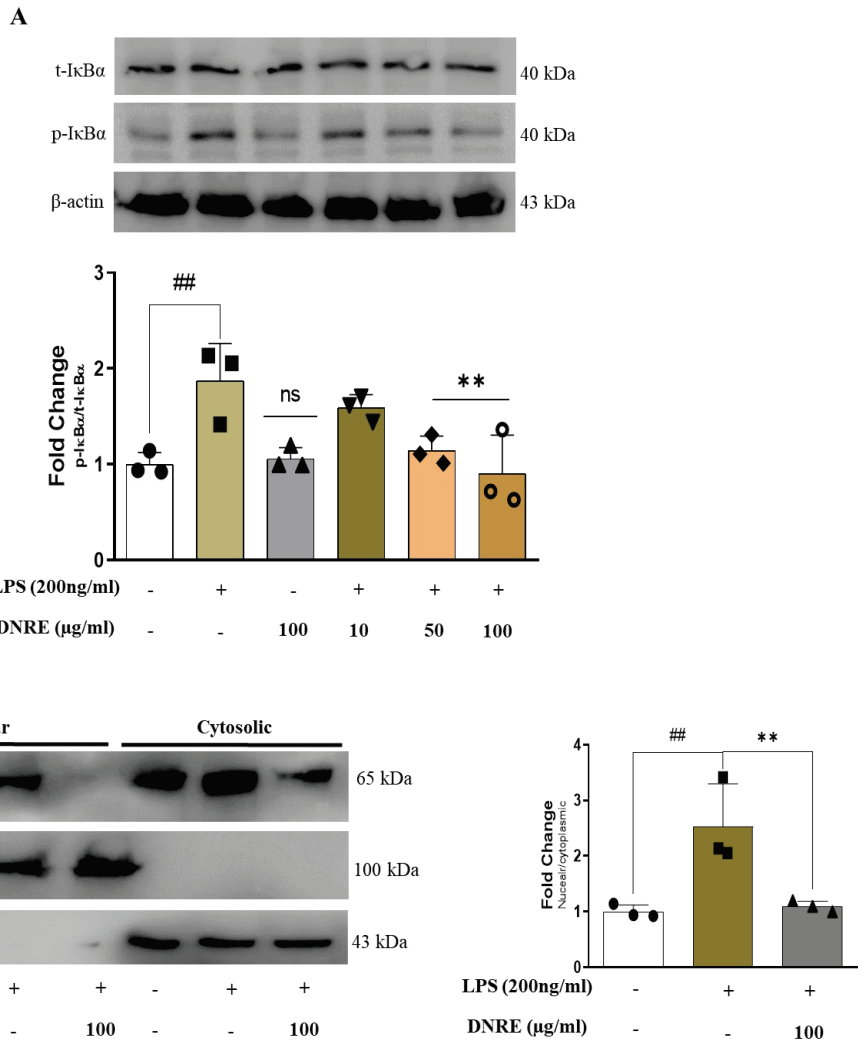 A
t-IκBα 40 kDa
p-IκBα 40 kDa
β-actin 43 kDa
Fold Change
p-IκBα/t-IκBα
3
2
1
0
##
ns
**
LPS (200ng/ml) - + - + + +
DNRE (µg/ml) - - 100 10 50 100
r Cytosolic
65 kDa
100 kDa
43 kDa
+ + - + +
- 100 - - 100
Fold Change
Nucealr/cytoplasmic
4
3
2
1
0
## **
LPS (200ng/ml) - + +
DNRE (µg/ml) - - 100